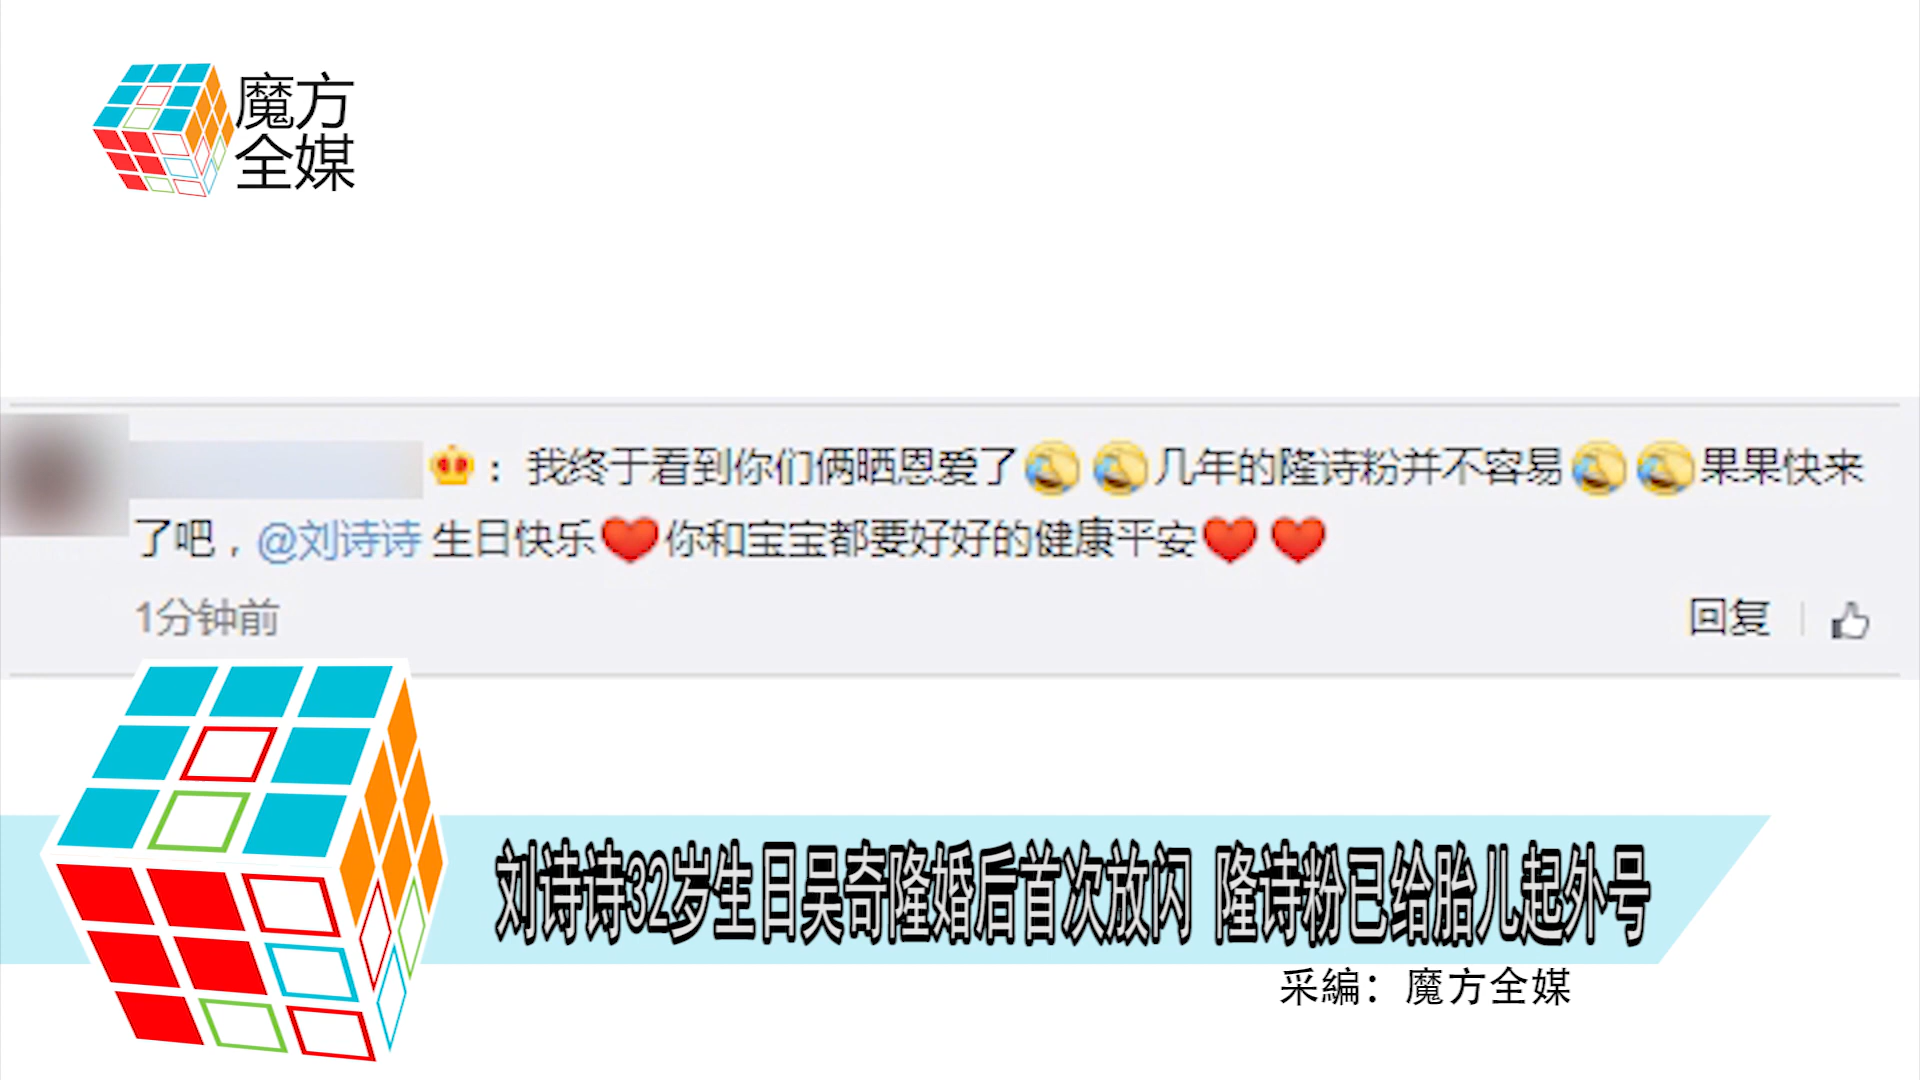 魔方
全媒
：我终于看到你们俩晒恩爱了几年的隆诗粉并不容易果果快来
了吧，@刘诗诗 生日快乐你和宝宝都要好好的健康平安
1分钟前
回复
刘诗诗32岁生日吴奇隆婚后首次放闪 隆诗粉已给胎儿起外号
采編：魔方全媒